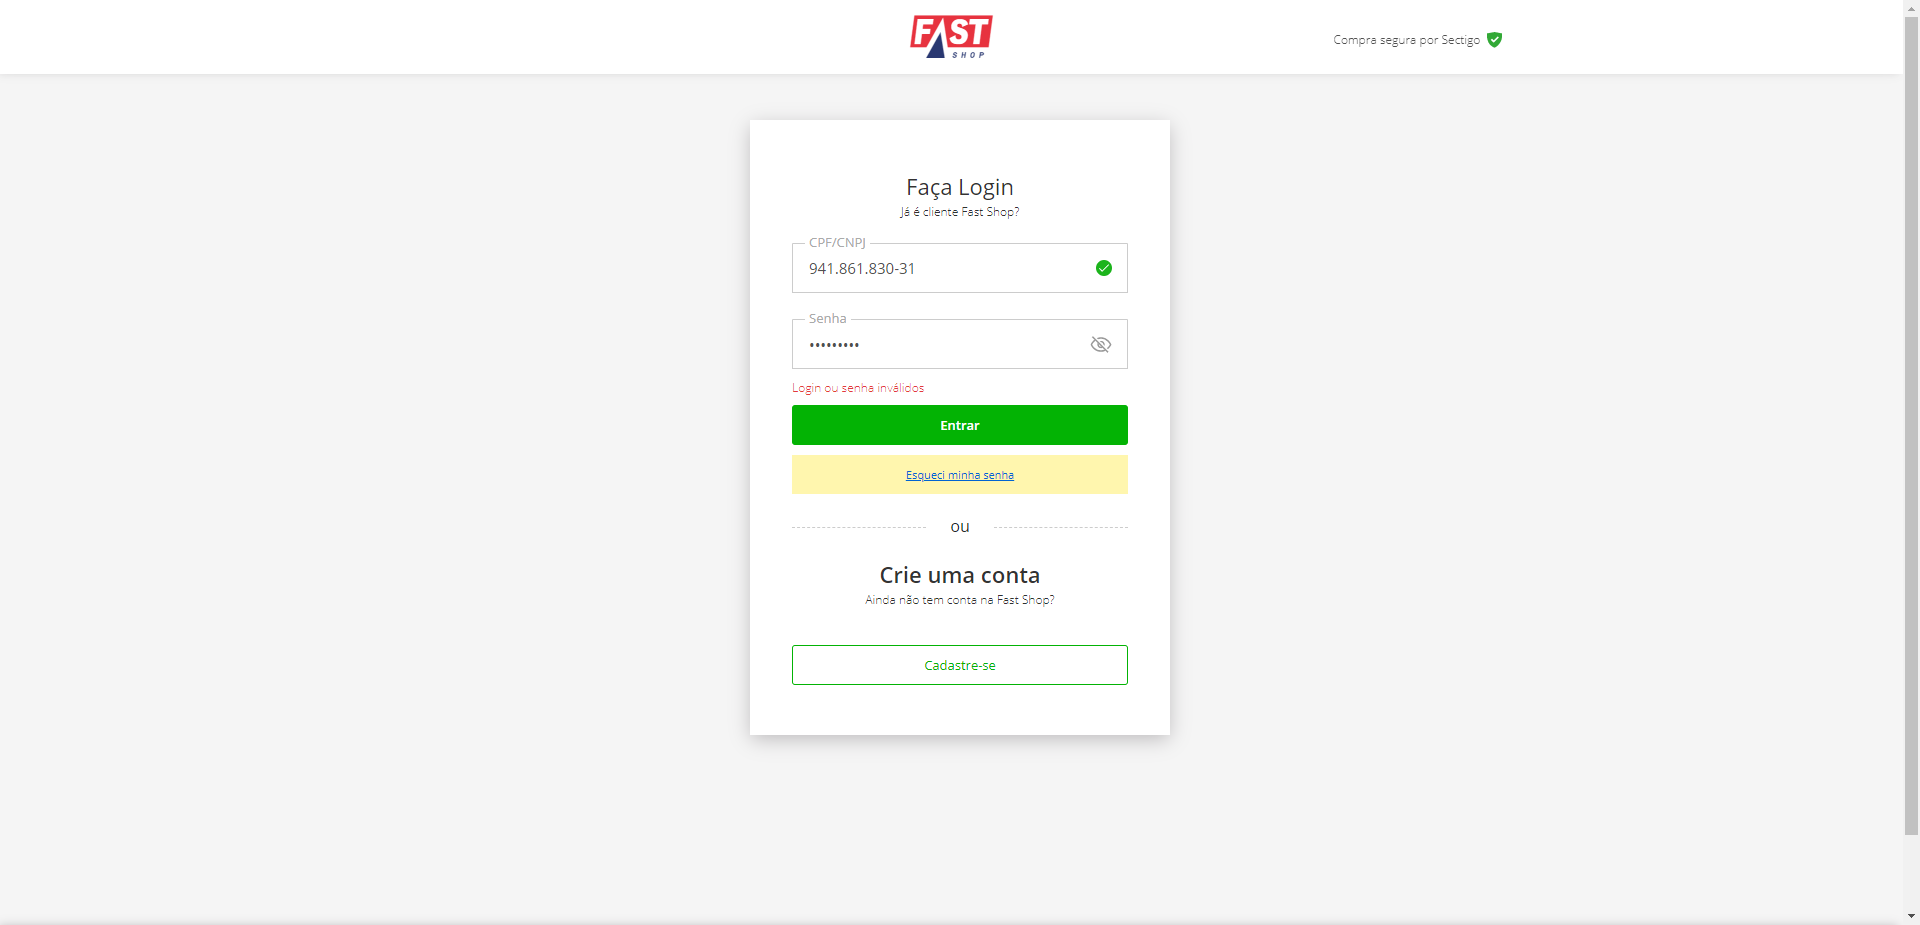 FAST
SHOP
Compra segura por Sectigo
Faça Login
Já é cliente Fast Shop?
CPF/CNPJ
941.861.830-31
Senha
•••••••••
Login ou senha inválidos
Entrar
Esqueci minha senha
ou
Crie uma conta
Ainda não tem conta na Fast Shop?
Cadastre-se